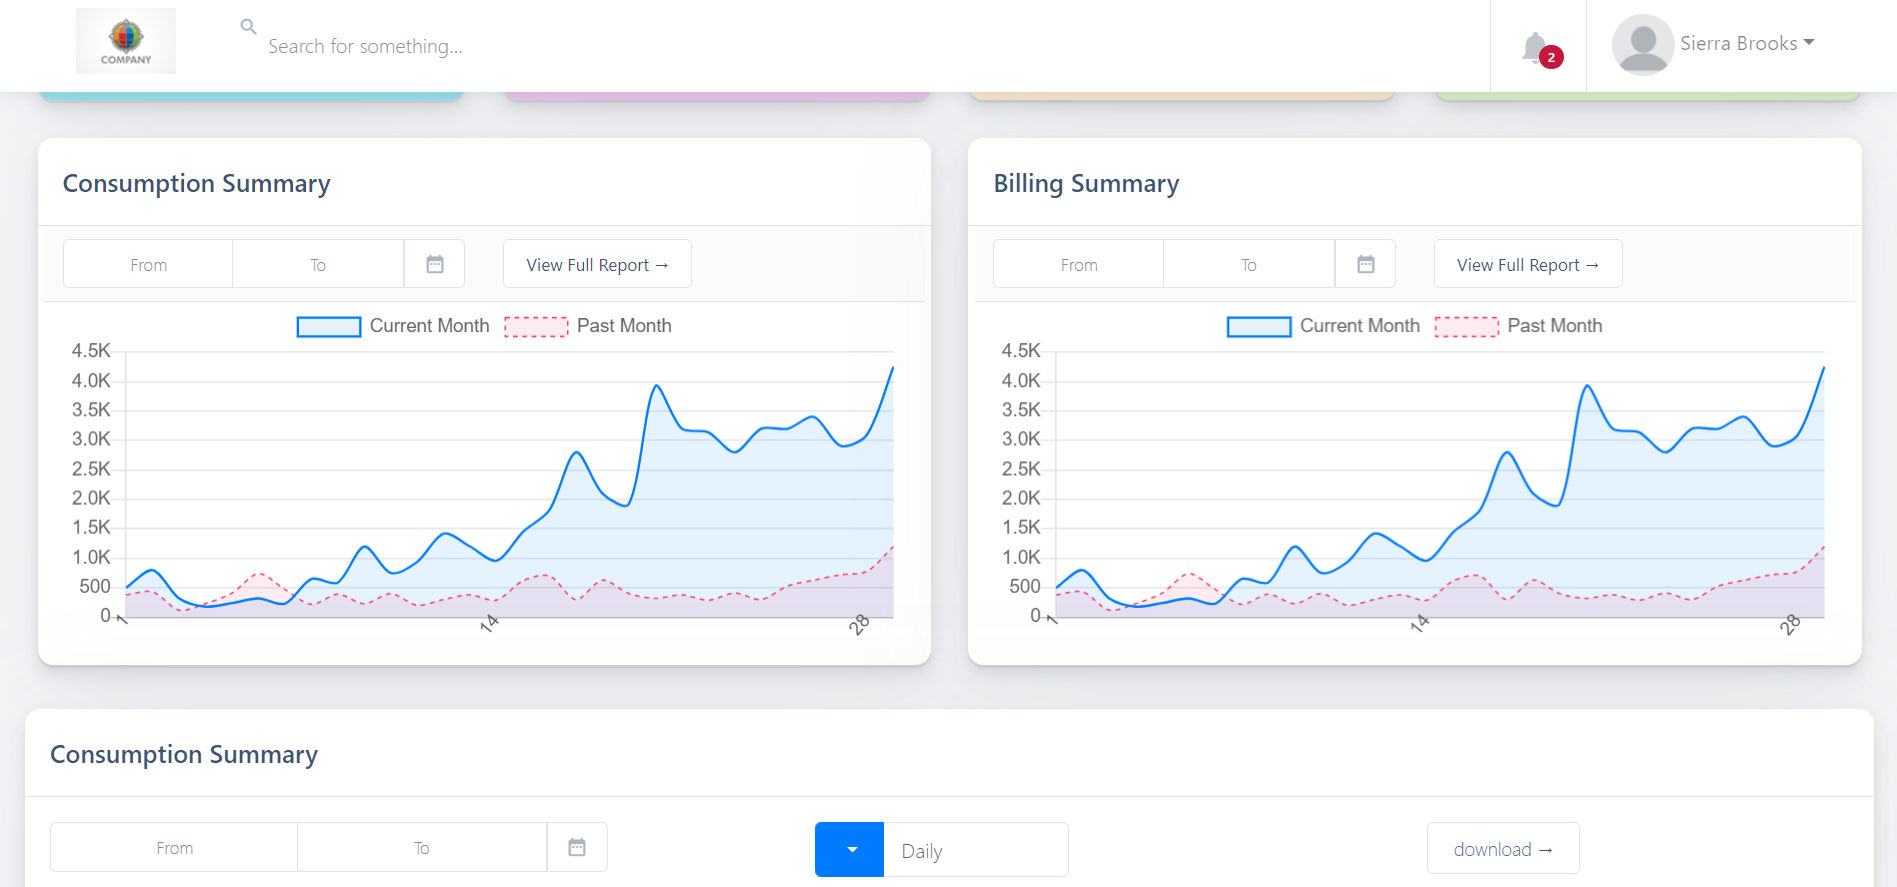 COMPANY
Search for something...
2
Sierra Brooks
Consumption Summary
From To View Full Report →
Current Month Past Month
4.5K
4.0K
3.5K
3.0K
2.5K
2.0K
1.5K
1.0K
500
0
1 14 28
Billing Summary
From To View Full Report →
Current Month Past Month
4.5K
4.0K
3.5K
3.0K
2.5K
2.0K
1.5K
1.0K
500
0
1 14 28
Consumption Summary
From To Daily download →